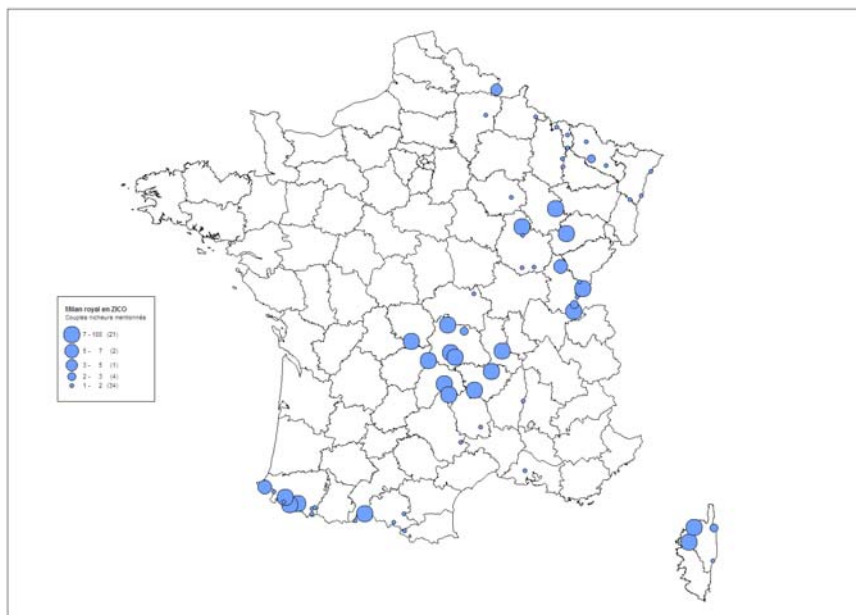 Milan royal en ZICO
Couples nicheurs mentionnés
7 - 100 (21)
5 - 7 (2)
3 - 5 (1)
2 - 3 (4)
1 - 2 (34)